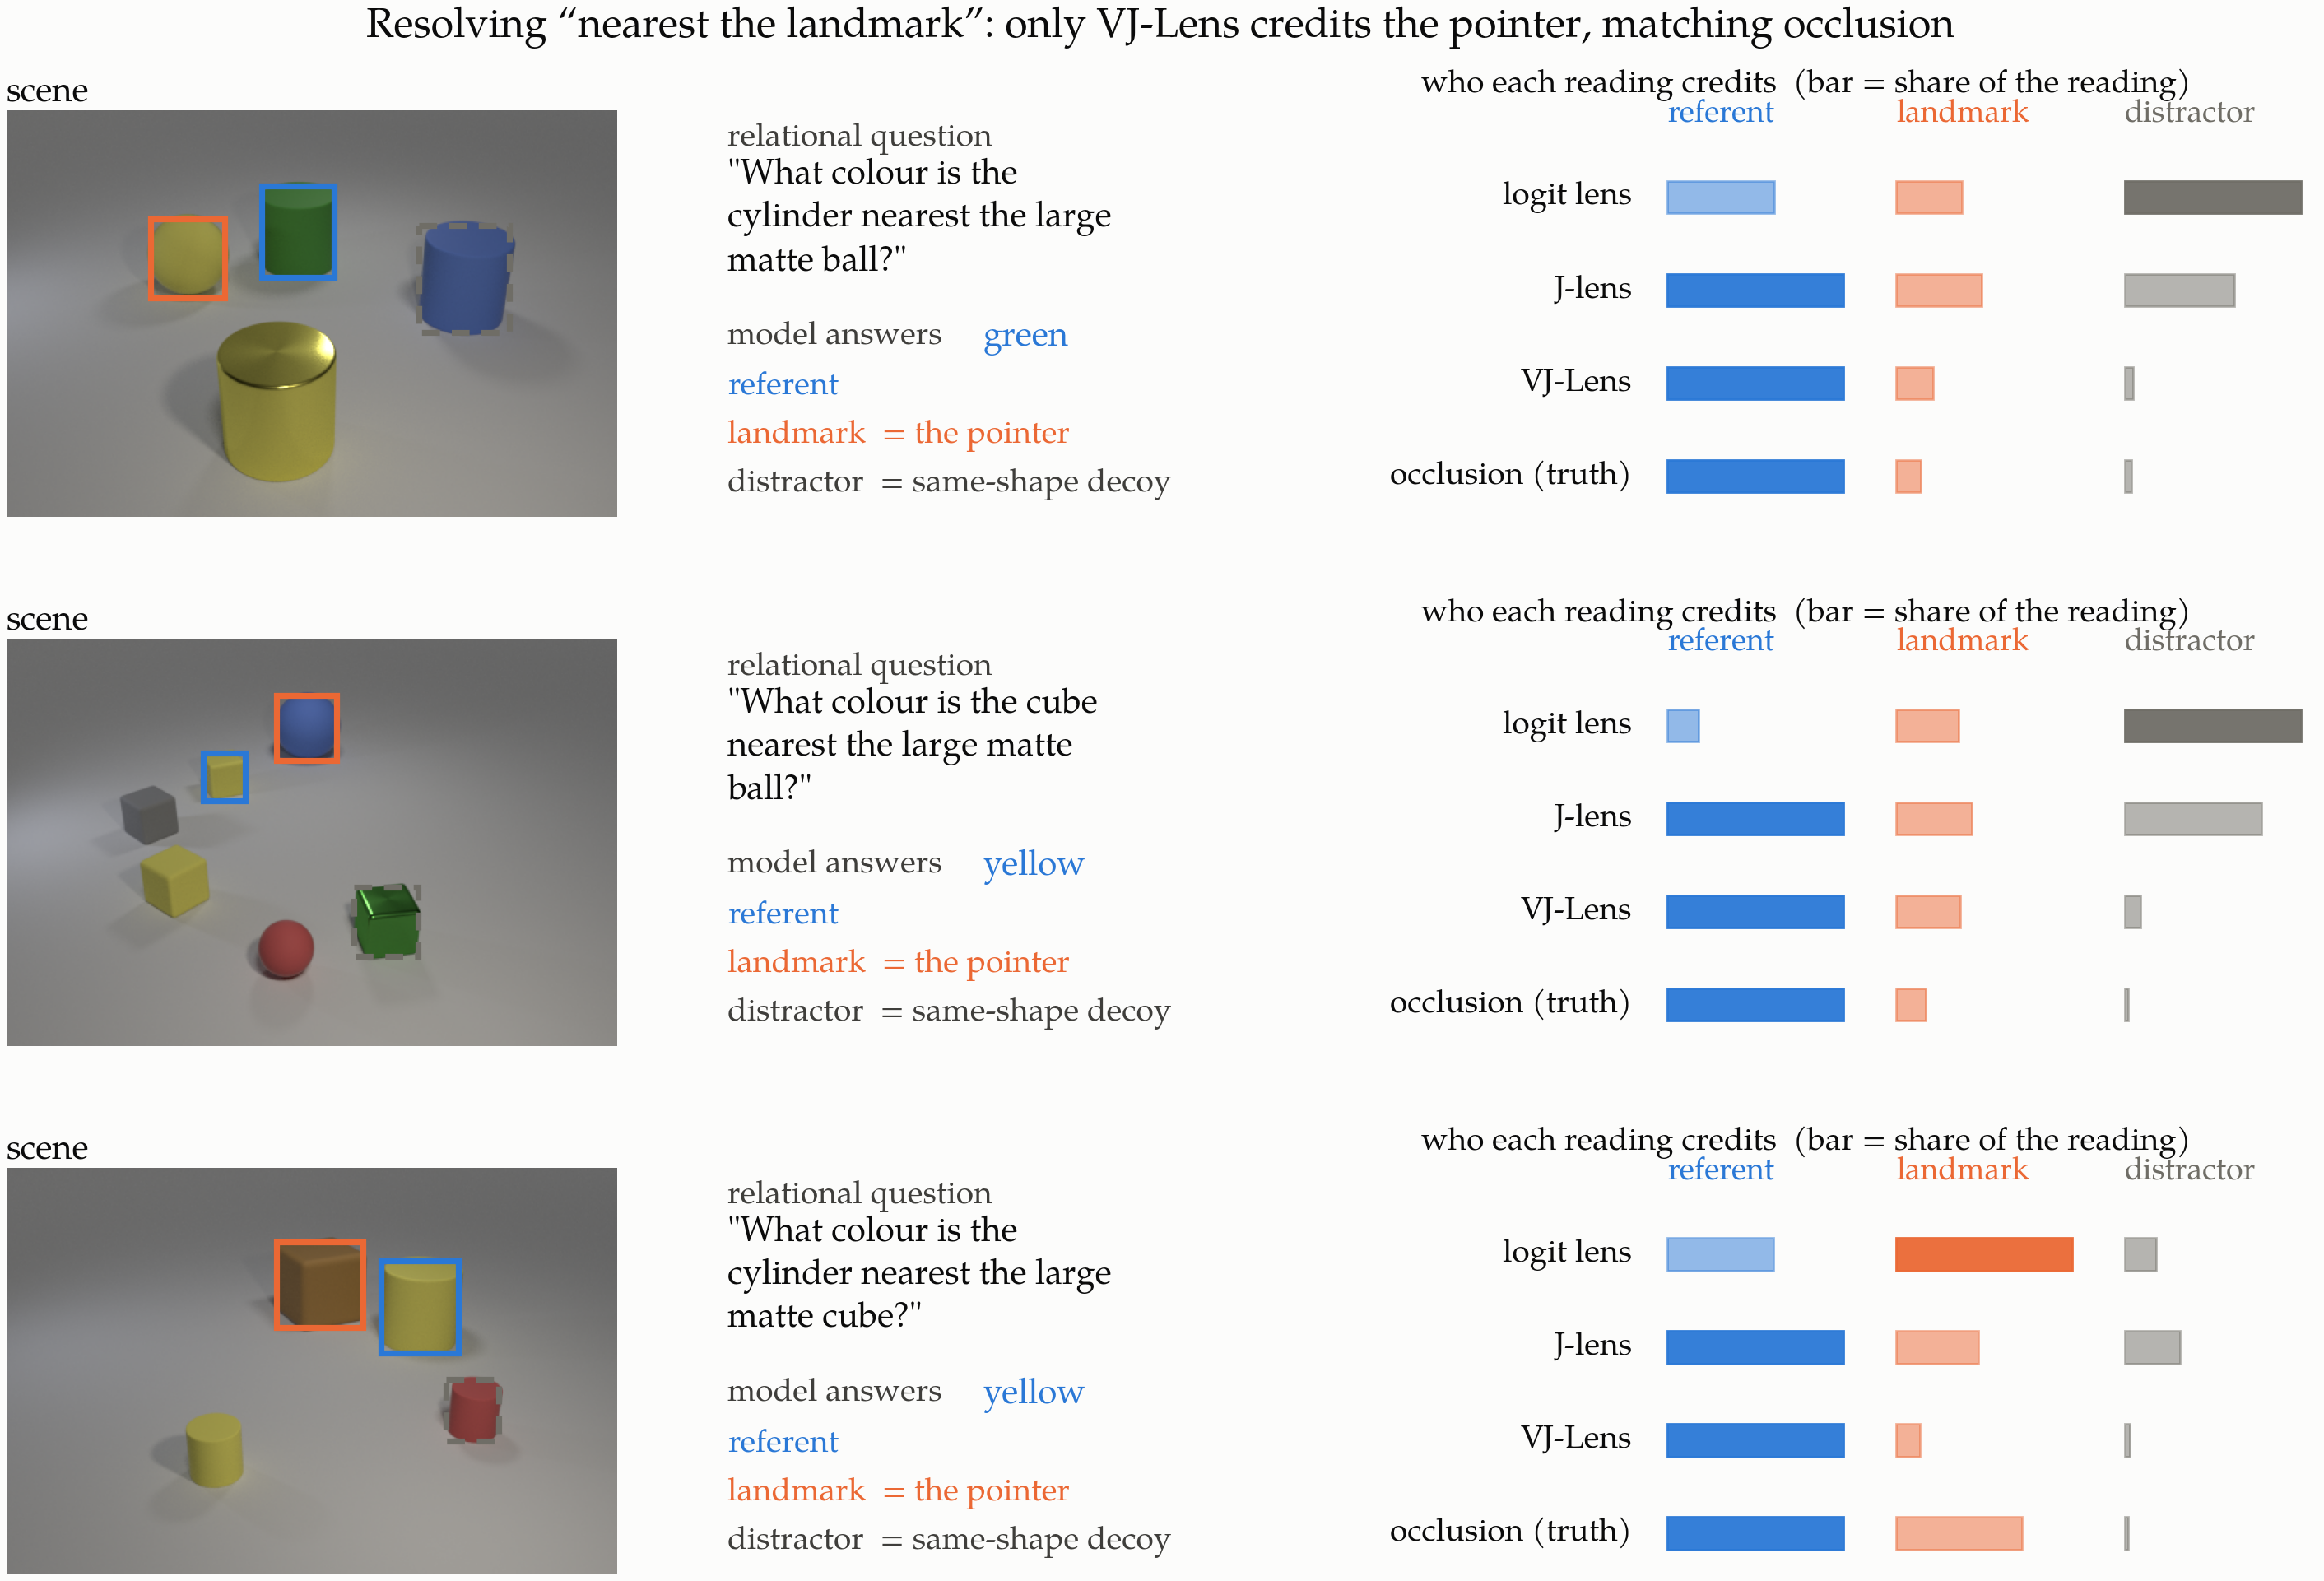 Resolving “nearest the landmark”: only VJ-Lens credits the pointer, matching occlusion
scene
relational question
"What colour is the
cylinder nearest the large
matte ball?"
model answers green
referent
landmark = the pointer
distractor = same-shape decoy
who each reading credits (bar = share of the reading)
referent landmark distractor
logit lens
J-lens
VJ-Lens
occlusion (truth)
scene
relational question
"What colour is the cube
nearest the large matte
ball?"
model answers yellow
referent
landmark = the pointer
distractor = same-shape decoy
who each reading credits (bar = share of the reading)
referent landmark distractor
logit lens
J-lens
VJ-Lens
occlusion (truth)
scene
relational question
"What colour is the
cylinder nearest the large
matte cube?"
model answers yellow
referent
landmark = the pointer
distractor = same-shape decoy
who each reading credits (bar = share of the reading)
referent landmark distractor
logit lens
J-lens
VJ-Lens
occlusion (truth)